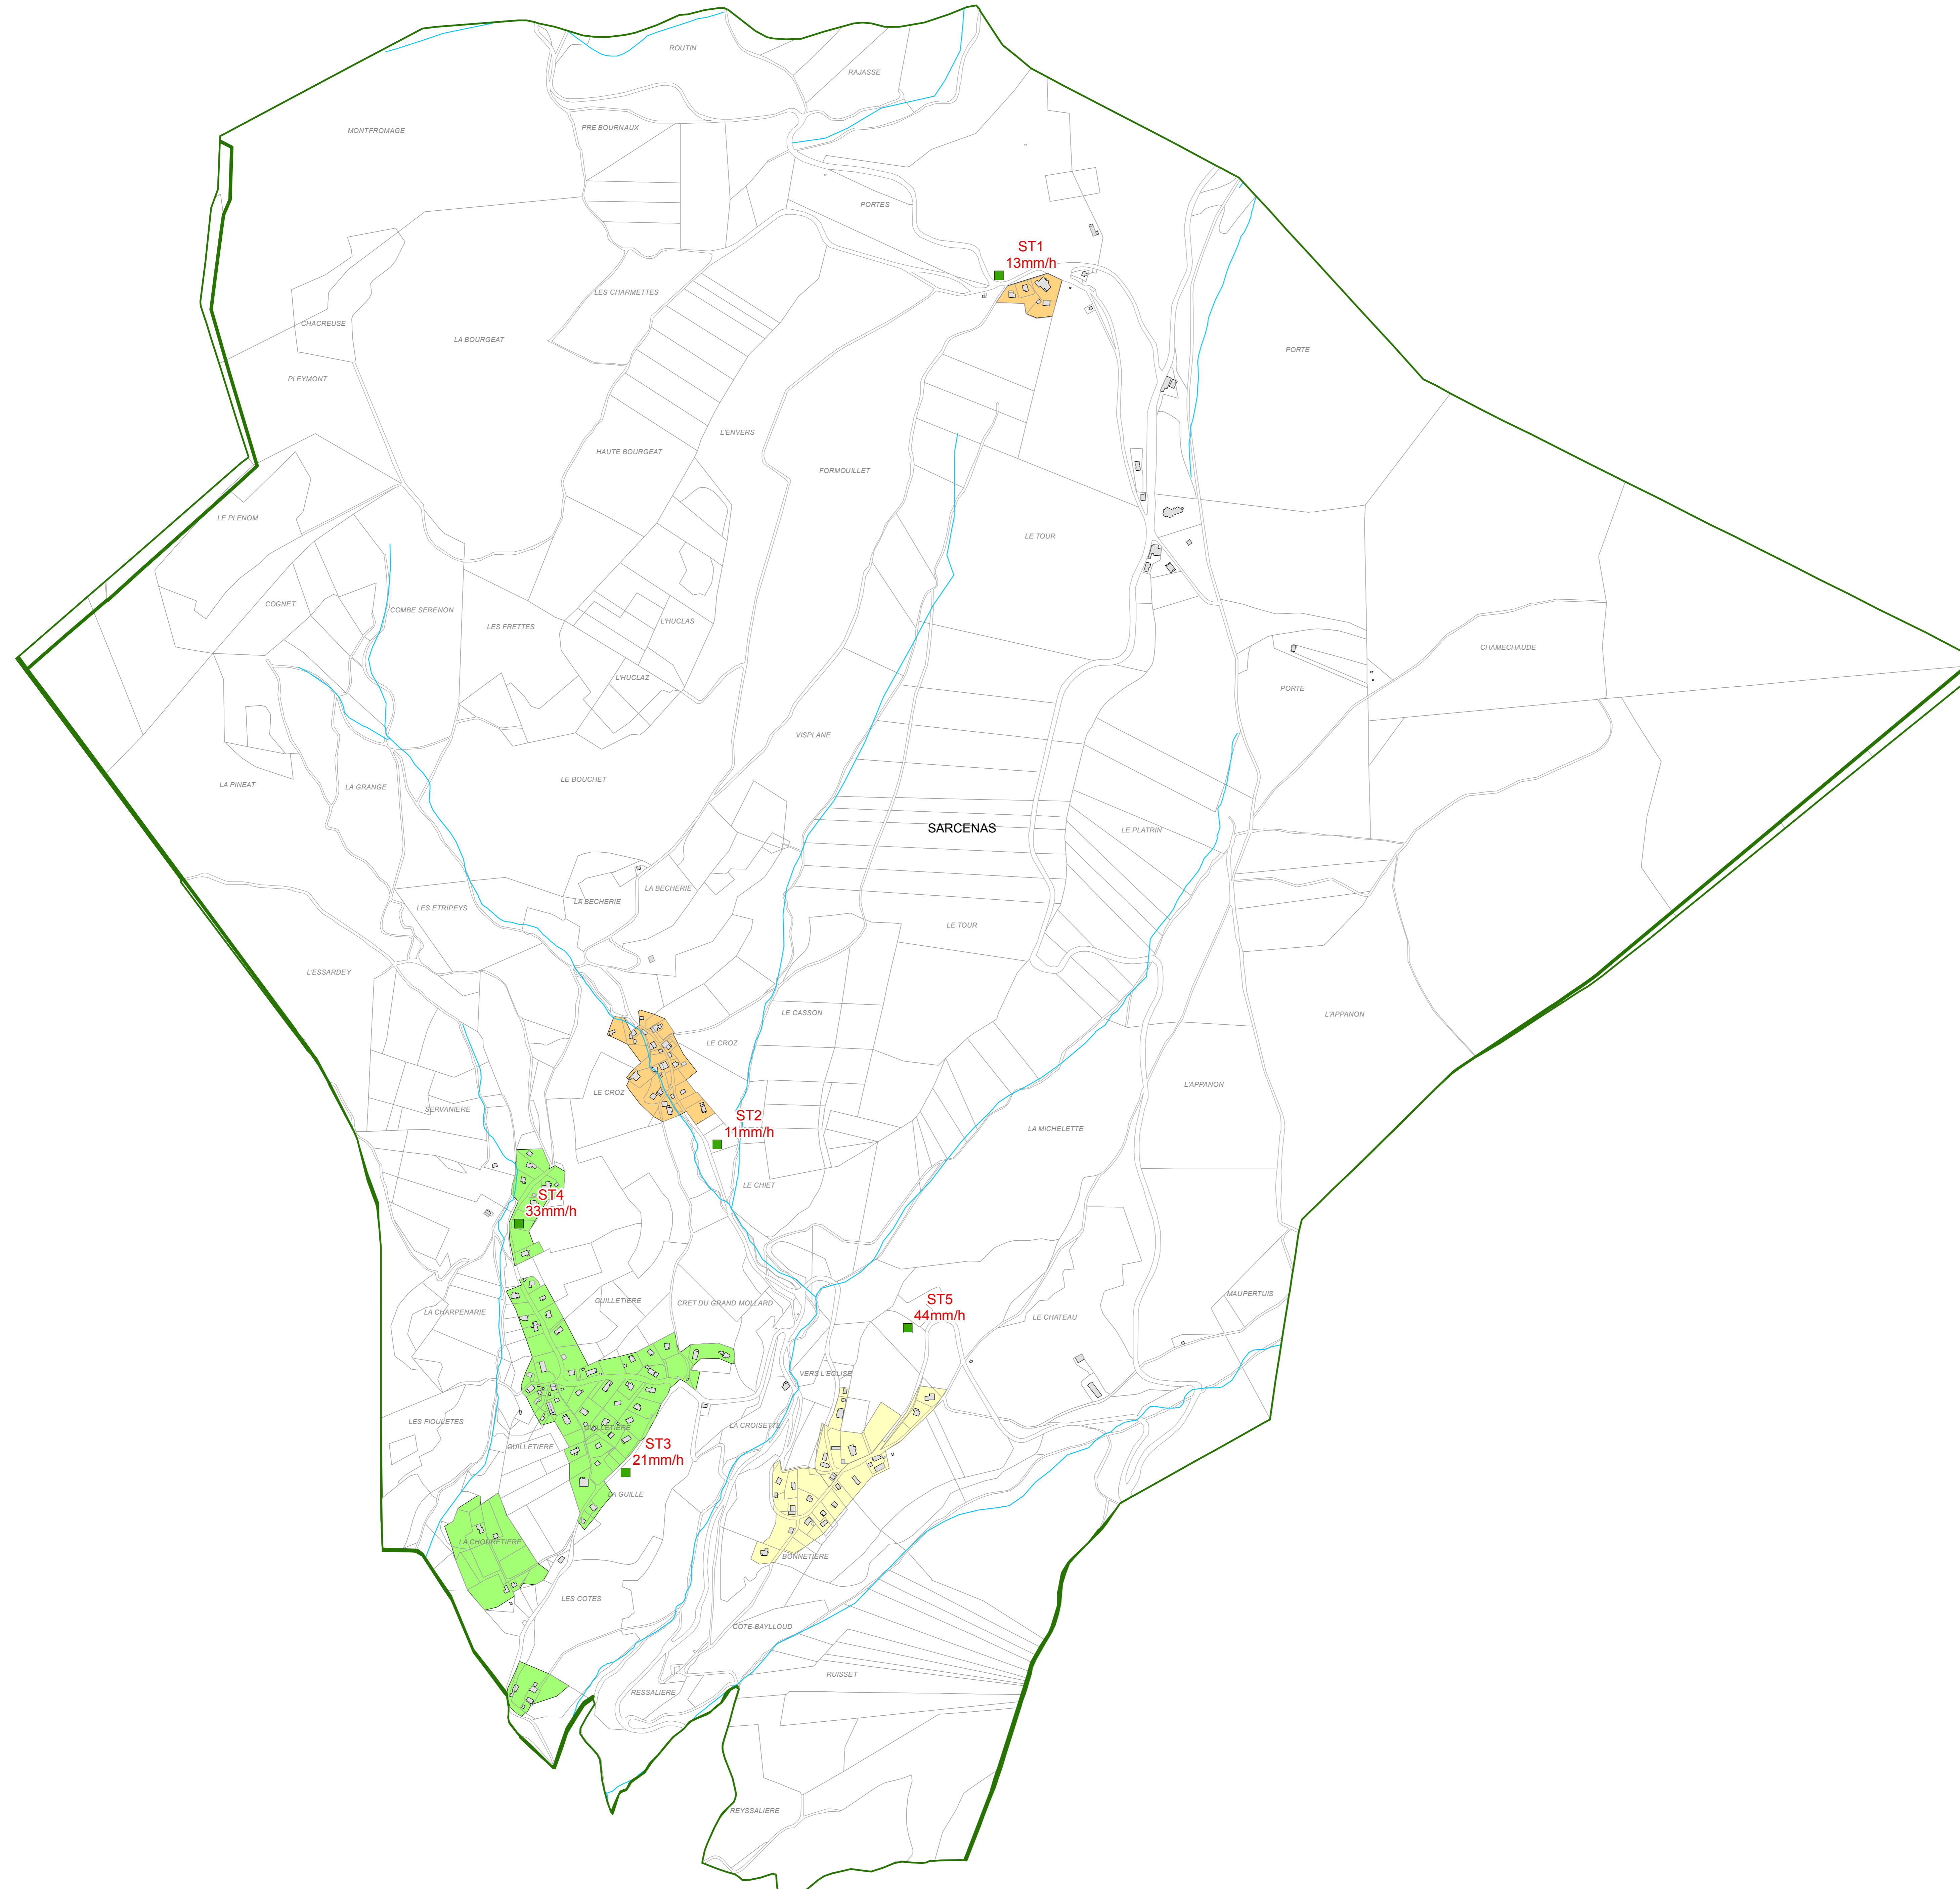 ROUTIN
RAJASSE
MONTFROMAGE
PRE BOURNAUX
PORTES
ST1
13mm/h
LES CHARMETTES
CHACREUSE
LA BOURGEAT
PORTE
PLEYMONT
L'ENVERS
HAUTE BOURGEAT
FORMOUILLET
LE PLENOM
LE TOUR
COGNET
COMBE SERENON
L'HUCLAS
LES FRETTES
CHAMECHAUDE
L'HUCLAZ
PORTE
VISPLANE
LE BOUCHET
LA PINEAT
LA GRANGE
SARCENAS
LE PLATRIN
LA BECHERIE
LA BECHERIE
LES ETRIPEYS
LE TOUR
L'ESSARDEY
LE CASSON
L'APPANON
LE CROZ
L'APPANON
LE CROZ
SERVANIERE
ST2
11mm/h
LA MICHELETTE
LE CHIET
ST4
33mm/h
MAUPERTUIS
GUILLETIERE
CRET DU GRAND MOLLARD
ST5
44mm/h
LA CHARPENARIE
LE CHATEAU
VERS L'EGLISE
LES FIOULETES
LA CROISETTE
GUILLETIERE
GUILLETIERE
ST3
21mm/h
LA GUILLE
LA CHOURETIERE
BONNETIERE
LES COTES
COTE-BAYLLOUD
RUISSET
RESSALIERE
REYSSALIERE